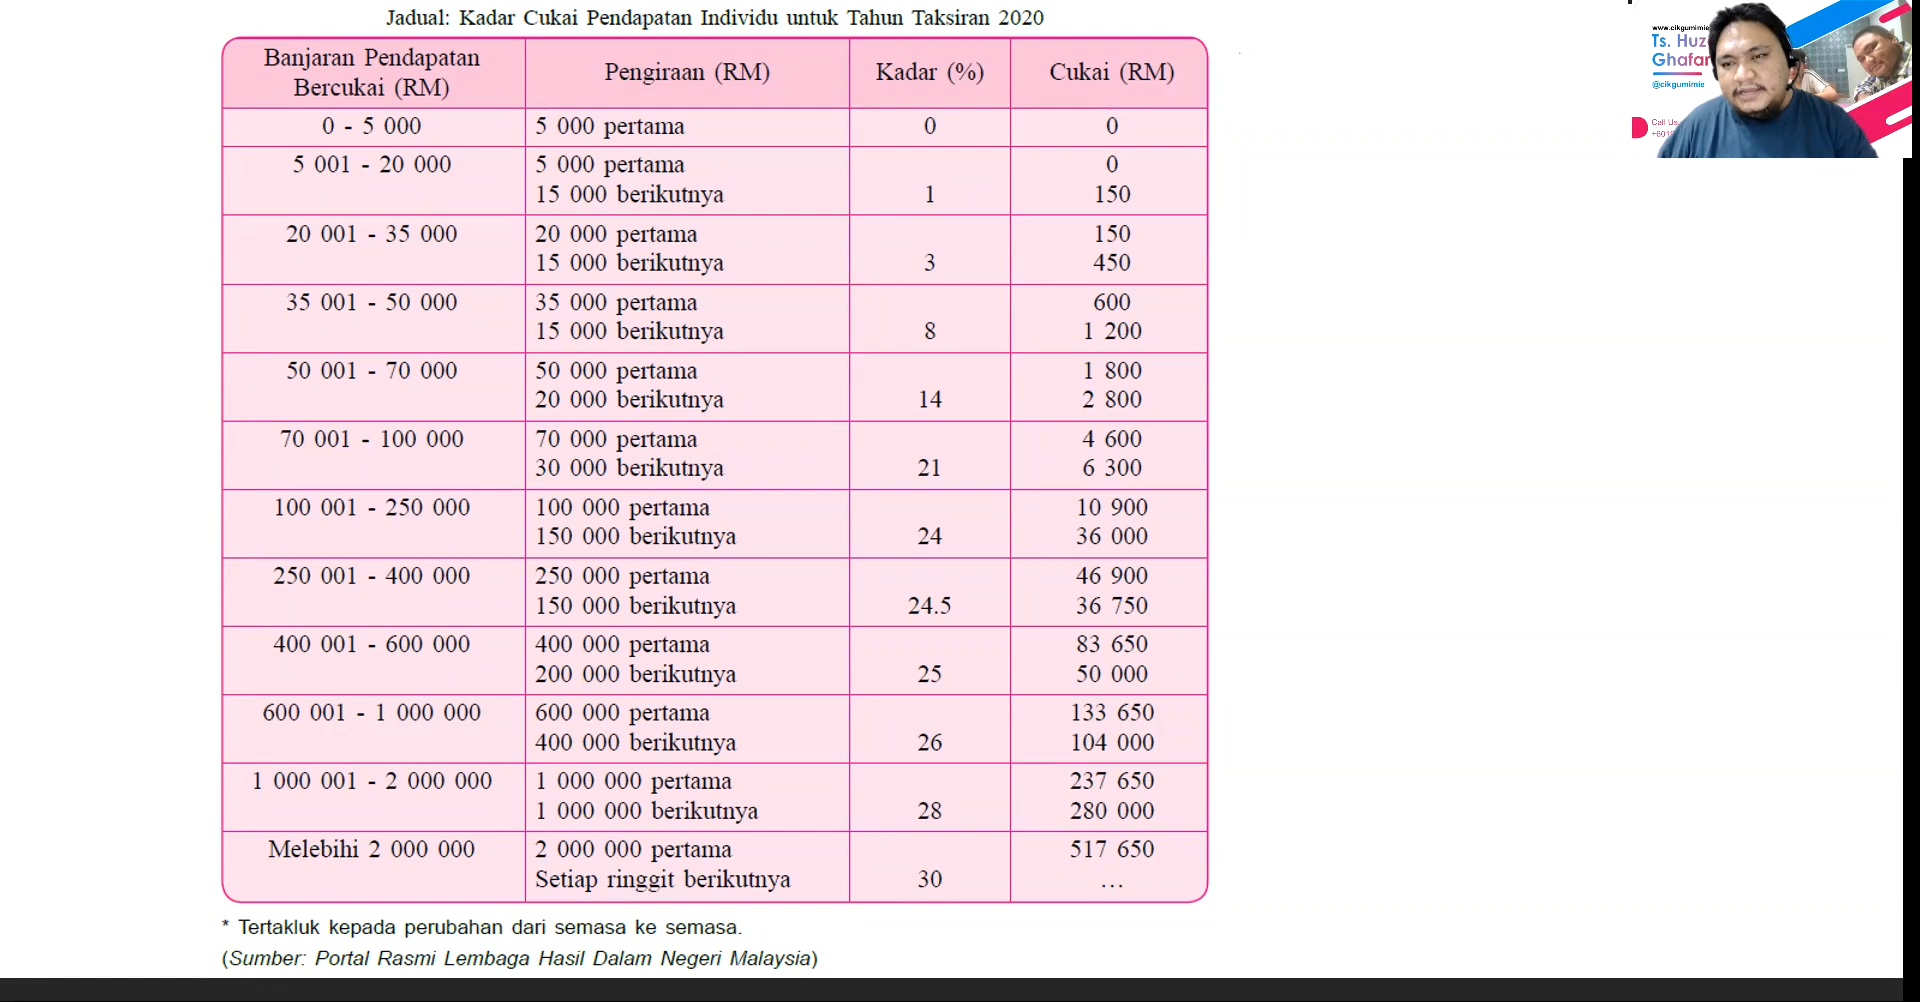 Jadual: Kadar Cukai Pendapatan Individu untuk Tahun Taksiran 2020
Banjaran Pendapatan Bercukai (RM) Pengiraan (RM) Kadar (%) Cukai (RM)
0 - 5 000 5 000 pertama 0 0
5 001 - 20 000 5 000 pertama 0
15 000 berikutnya 1 150
20 001 - 35 000 20 000 pertama 150
15 000 berikutnya 3 450
35 001 - 50 000 35 000 pertama 600
15 000 berikutnya 8 1 200
50 001 - 70 000 50 000 pertama 1 800
20 000 berikutnya 14 2 800
70 001 - 100 000 70 000 pertama 4 600
30 000 berikutnya 21 6 300
100 001 - 250 000 100 000 pertama 10 900
150 000 berikutnya 24 36 000
250 001 - 400 000 250 000 pertama 46 900
150 000 berikutnya 24.5 36 750
400 001 - 600 000 400 000 pertama 83 650
200 000 berikutnya 25 50 000
600 001 - 1 000 000 600 000 pertama 133 650
400 000 berikutnya 26 104 000
1 000 001 - 2 000 000 1 000 000 pertama 237 650
1 000 000 berikutnya 28 280 000
Melebihi 2 000 000 2 000 000 pertama 517 650
Setiap ringgit berikutnya 30 ...
* Tertakluk kepada perubahan dari semasa ke semasa.
(Sumber: Portal Rasmi Lembaga Hasil Dalam Negeri Malaysia)
www.cikgumimie
Ts. Huz
Ghafar
@cikgumimie
Call Us